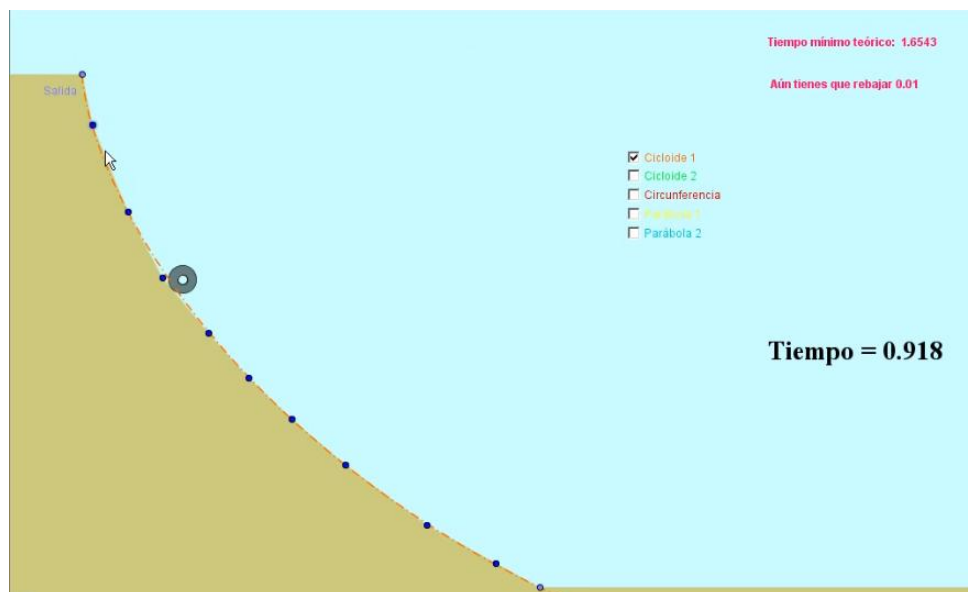 Tiempo mínimo teórico: 1.6543
Aún tienes que rebajar 0.01
Salida
Cicloide 1
Cicloide 2
Circunferencia
Parábola 1
Parábola 2
Tiempo = 0.918